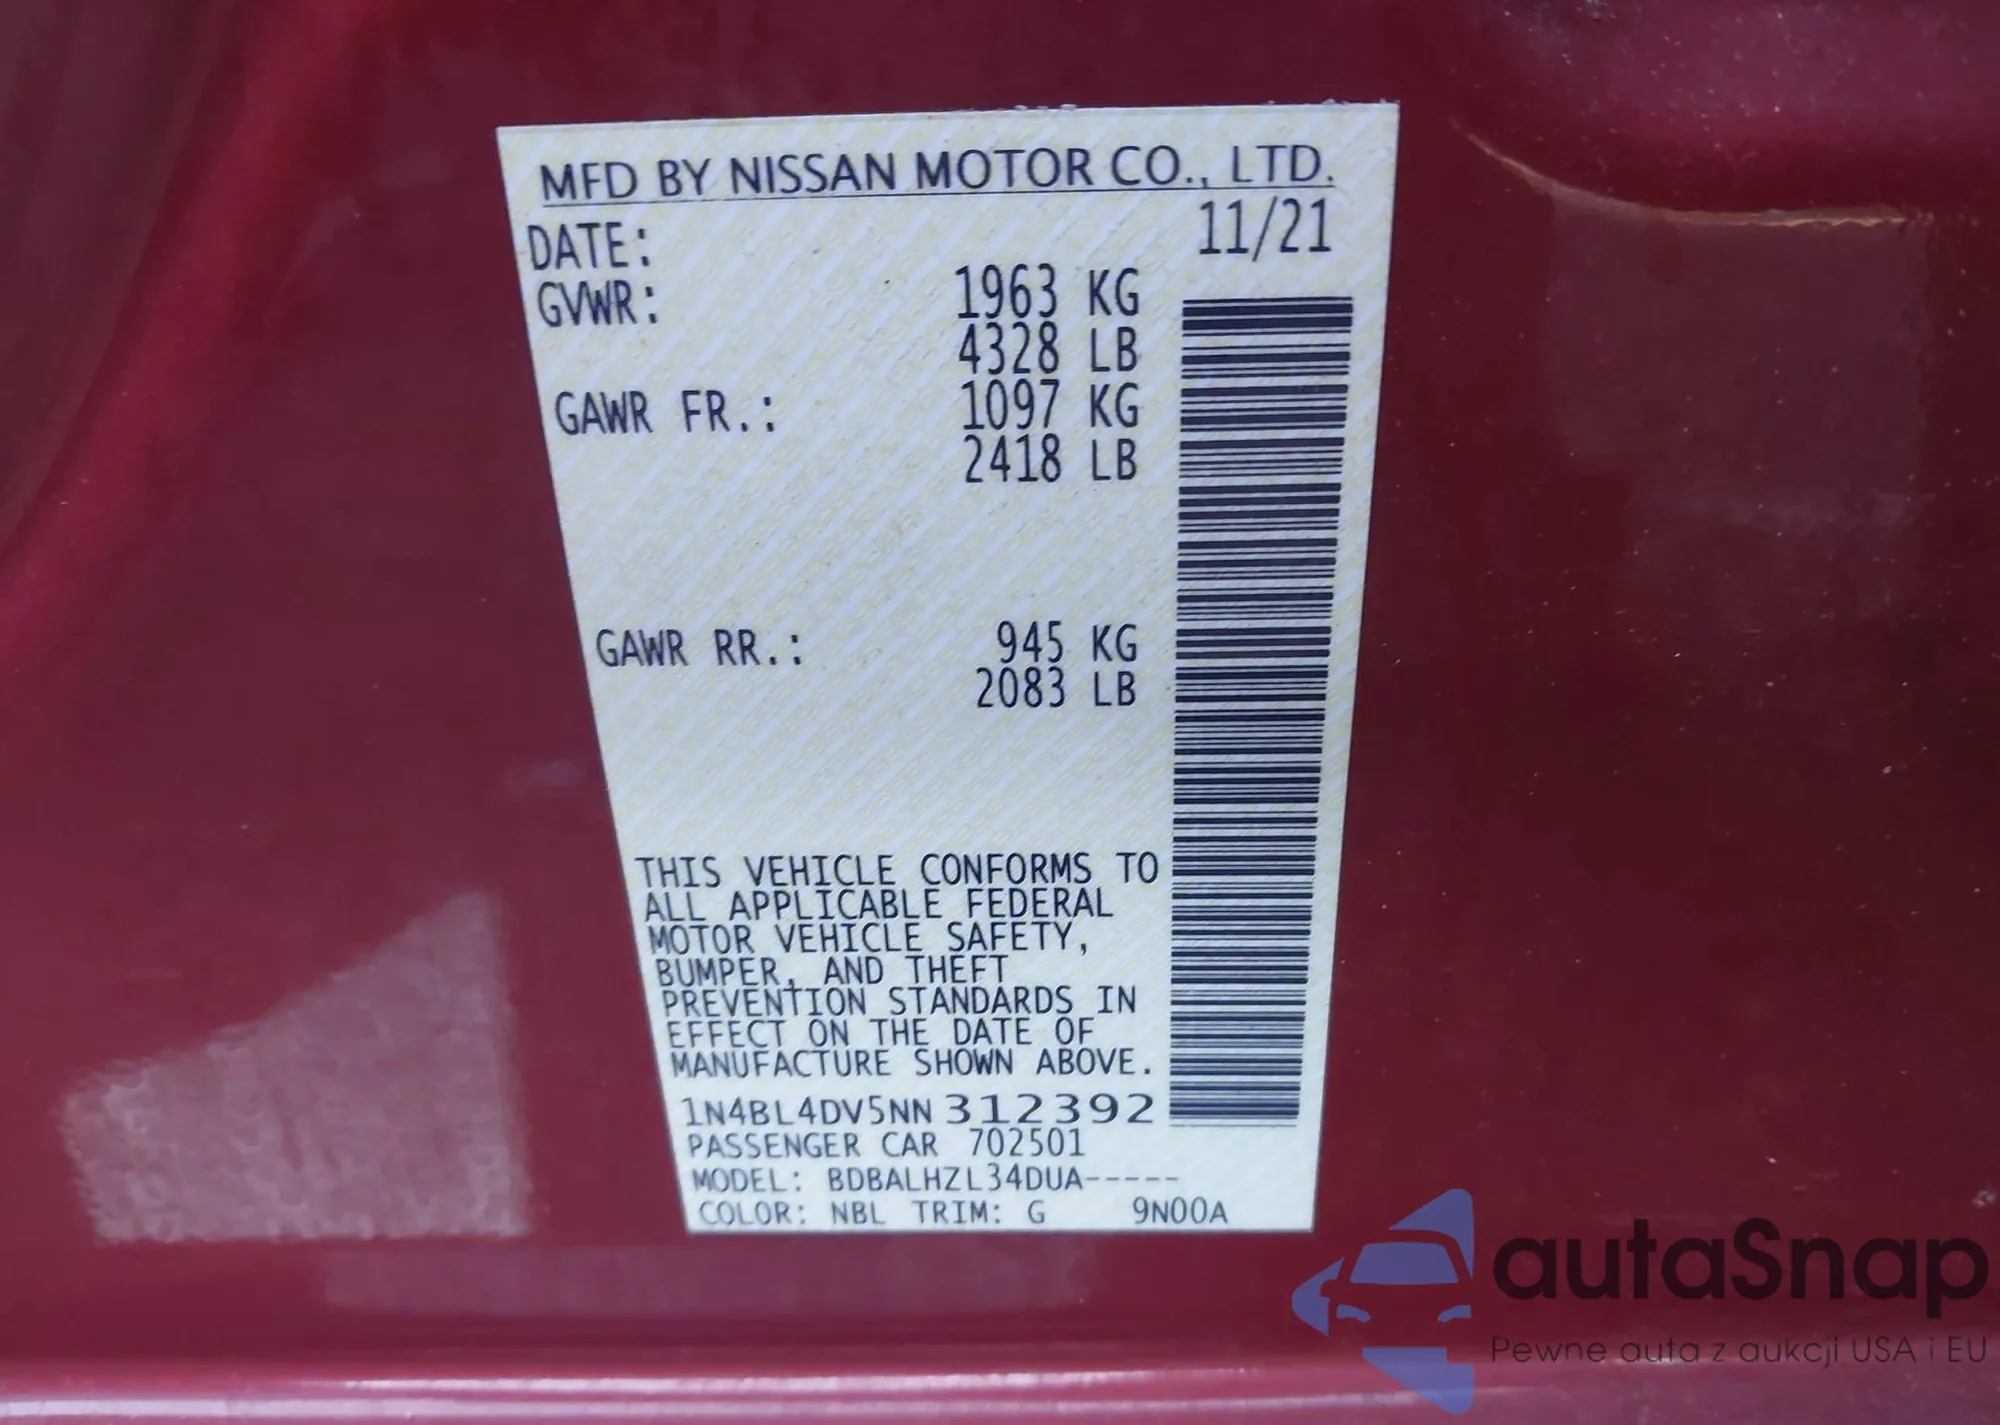 MFD BY NISSAN MOTOR CO., LTD.
DATE: 11/21
GVWR: 1963 KG
4328 LB
GAWR FR.: 1097 KG
2418 LB
GAWR RR.: 945 KG
2083 LB
THIS VEHICLE CONFORMS TO
ALL APPLICABLE FEDERAL
MOTOR VEHICLE SAFETY,
BUMPER, AND THEFT
PREVENTION STANDARDS IN
EFFECT ON THE DATE OF
MANUFACTURE SHOWN ABOVE.
1N4BL4DV5NN312392
PASSENGER CAR 702501
MODEL: BDBALHZL34DUA-----
COLOR: NBL TRIM: G 9N00A
autaSnap
Pewne auta z aukcji USA i EU